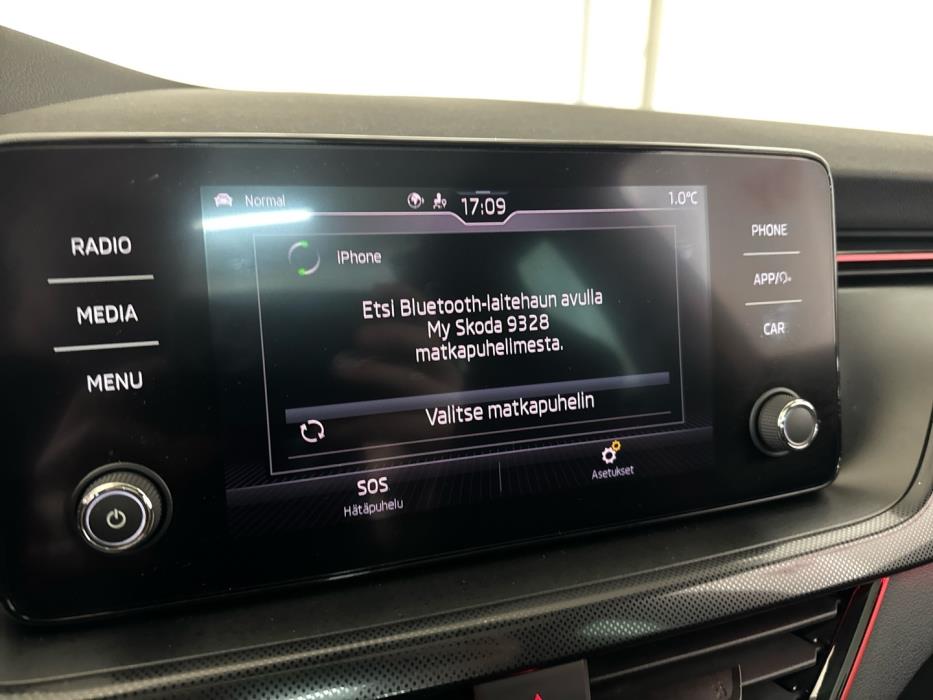 Normal
17:09
1.0°C
RADIO
MEDIA
MENU
iPhone
Etsi Bluetooth-laitehaun avulla
My Skoda 9328
matkapuhelimesta.
Valitse matkapuhelin
SOS
Hätäpuhelu
Asetukset
PHONE
APP/
CAR